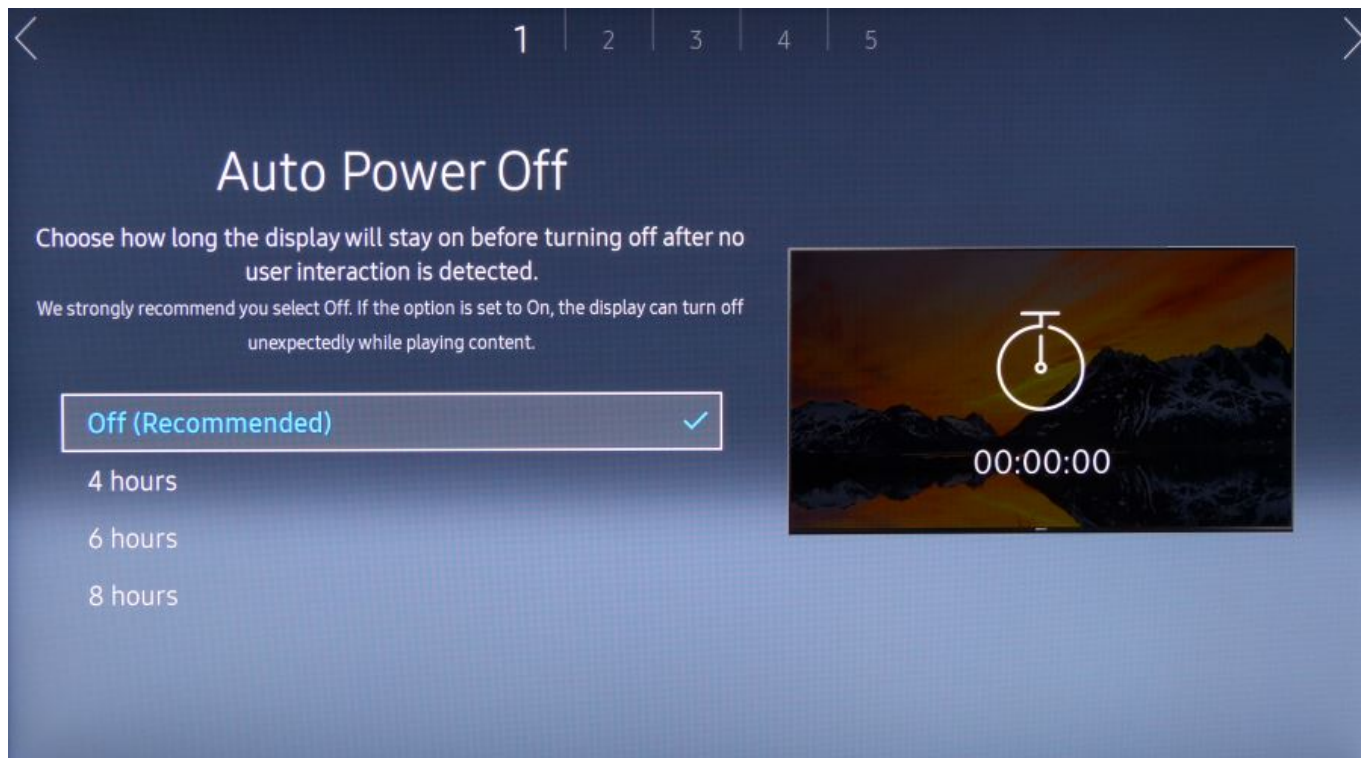 1 2 3 4 5
Auto Power Off
Choose how long the display will stay on before turning off after no
user interaction is detected.
We strongly recommend you select Off. If the option is set to On, the display can turn off
unexpectedly while playing content.
Off (Recommended)
4 hours
6 hours
8 hours
00:00:00